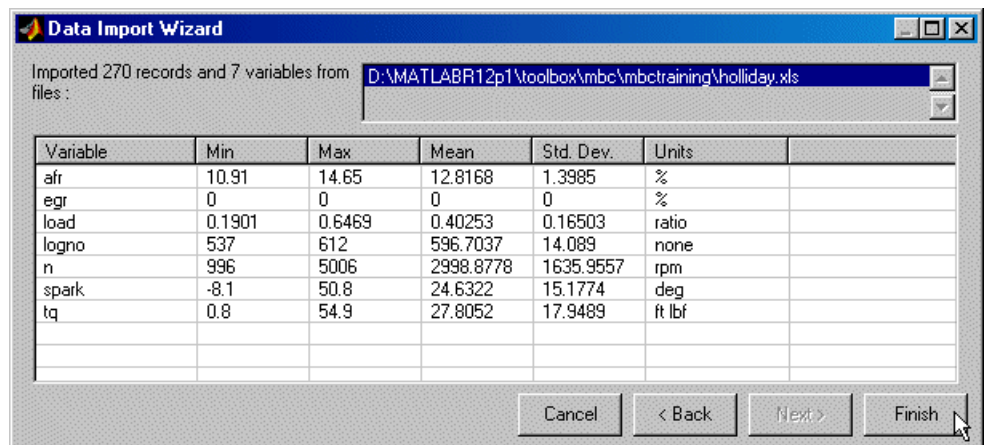 Data Import Wizard
Imported 270 records and 7 variables from
files :
D:\MATLABR12p1\toolbox\mbc\mbctraining\holliday.xls
Variable Min Max Mean Std. Dev. Units
afr 10.91 14.65 12.8168 1.3985 %
egr 0 0 0 0 %
load 0.1901 0.6469 0.40253 0.16503 ratio
logno 537 612 596.7037 14.089 none
n 996 5006 2998.8778 1635.9557 rpm
spark -8.1 50.8 24.6322 15.1774 deg
tq 0.8 54.9 27.8052 17.9489 ft lbf
Cancel < Back Next > Finish